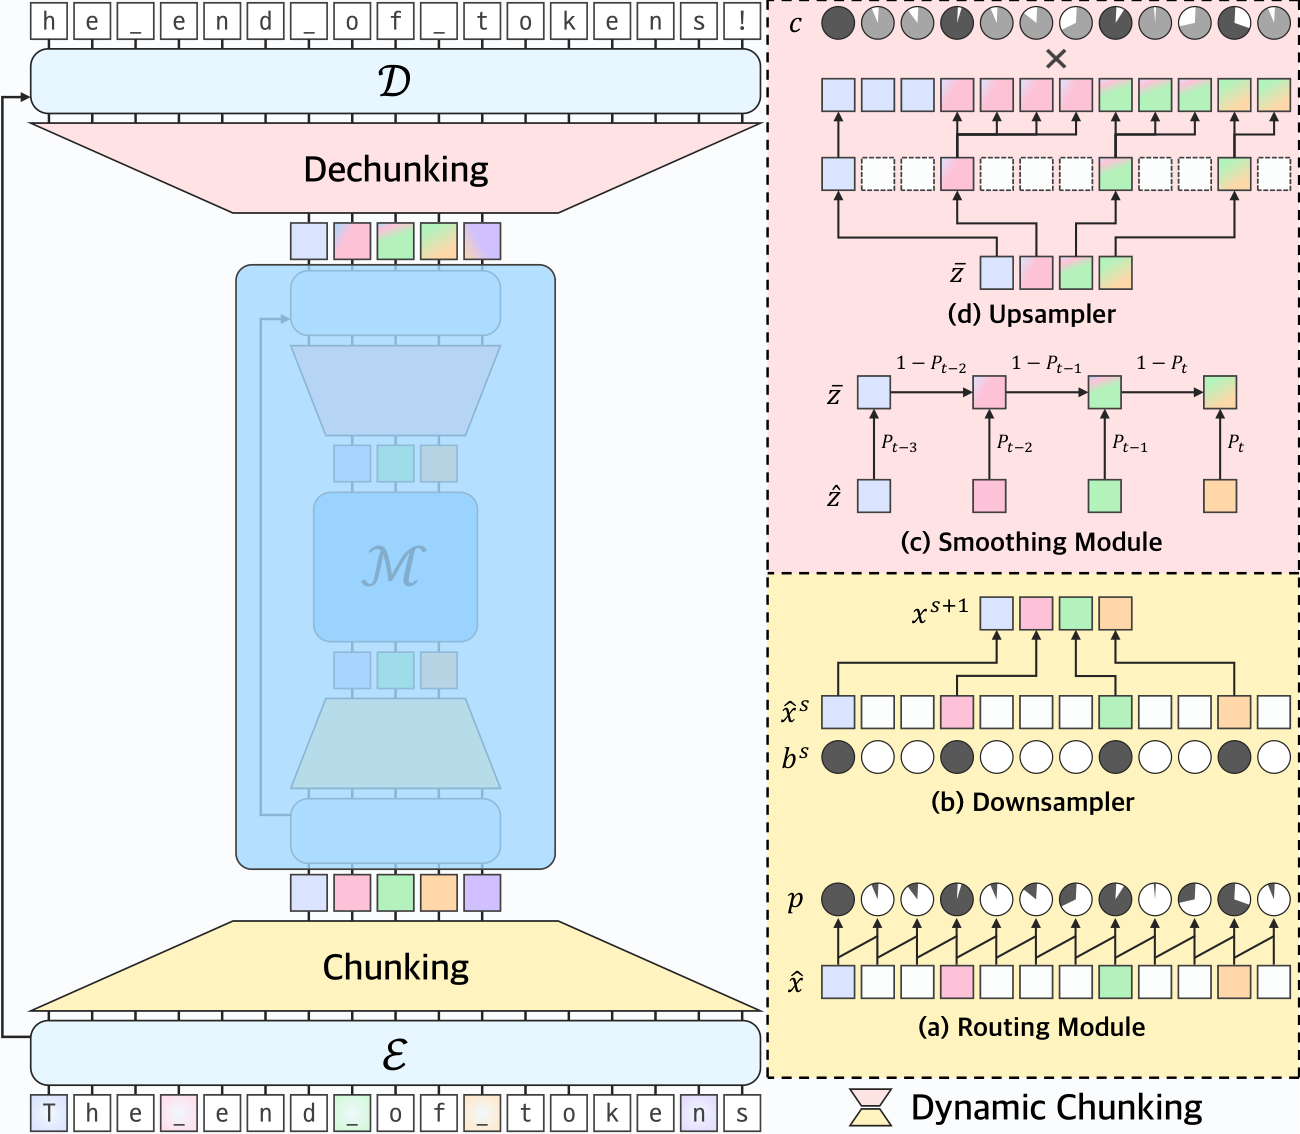 h e _ e n d _ o f _ t o k e n s !
𝒟
Dechunking
ℳ
Chunking
ℰ
T h e _ e n d _ o f _ t o k e n s
c
×
z̄
(d) Upsampler
1 − P_{t−2} 1 − P_{t−1} 1 − P_t
z̄
P_{t−3} P_{t−2} P_{t−1} P_t
ẑ
(c) Smoothing Module
x^{s+1}
x̂^s
b^s
(b) Downsampler
p
x̂
(a) Routing Module
Dynamic Chunking